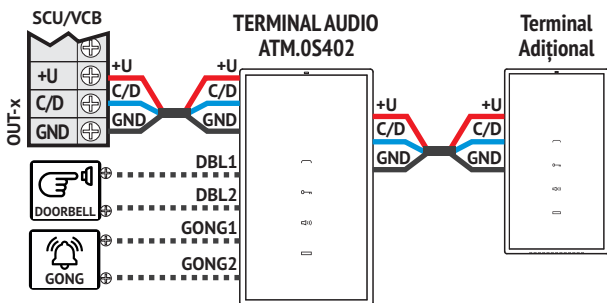 SCU/VCB
TERMINAL AUDIO
ATM.0S402
Terminal
Adițional
OUT-x
+U
C/D
GND
+U
C/D
GND
+U
C/D
GND
+U
C/D
GND
+U
C/D
GND
DOORBELL
DBL1
DBL2
GONG
GONG1
GONG2